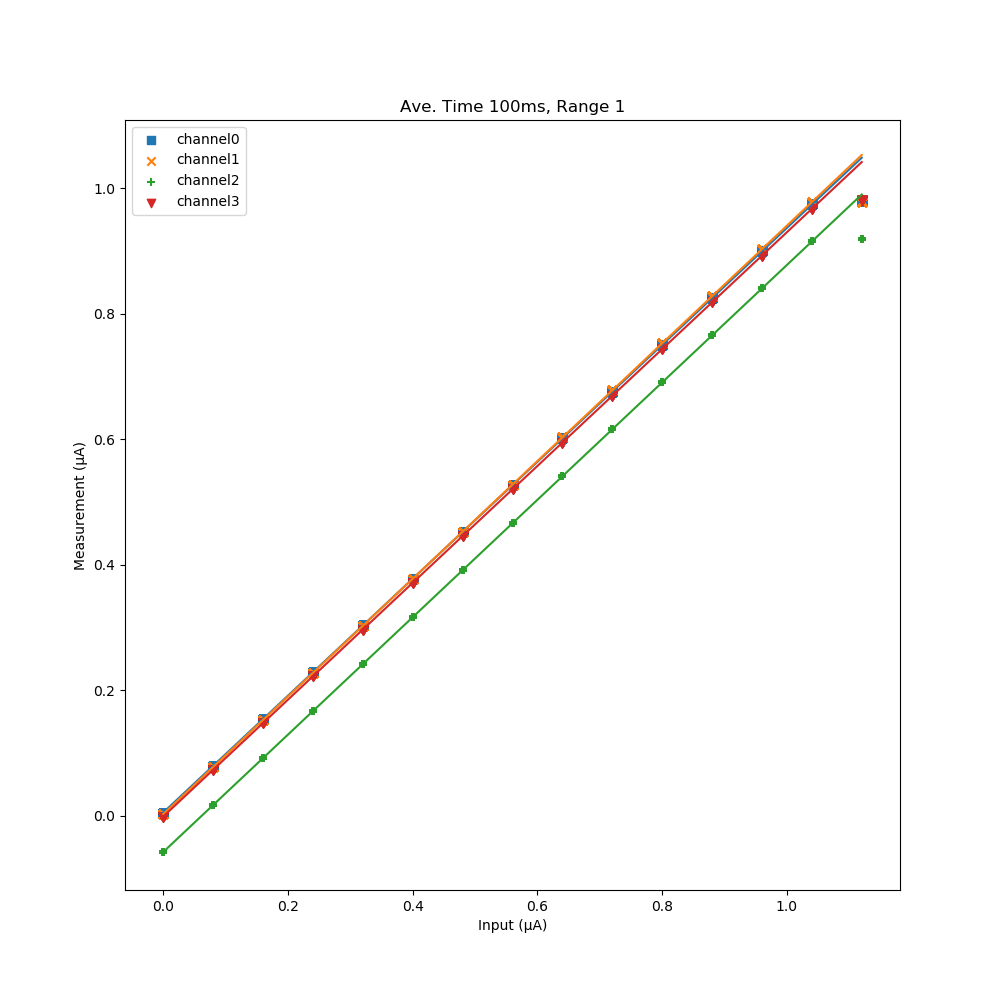 Ave. Time 100ms, Range 1
channel0
channel1
channel2
channel3
1.0
0.8
0.6
0.4
0.2
0.0
Measurement (μA)
0.0 0.2 0.4 0.6 0.8 1.0
Input (μA)